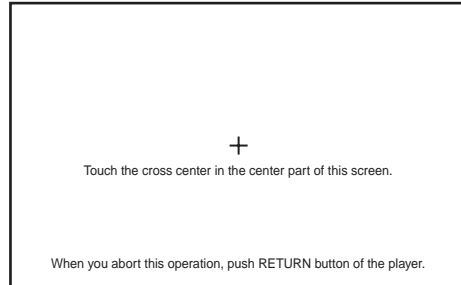 Touch the cross center in the center part of this screen.
When you abort this operation, push RETURN button of the player.